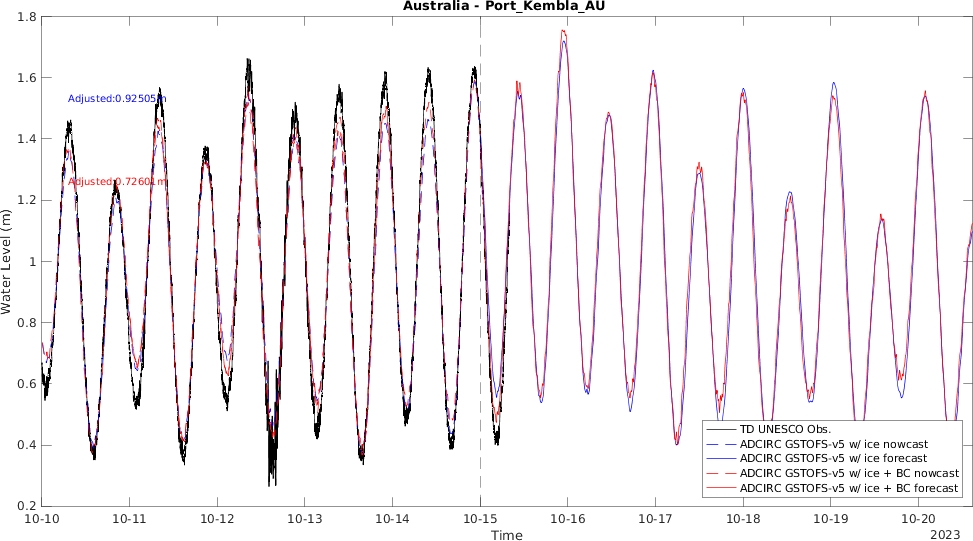 Australia - Port_Kembla_AU
Water Level (m)
1.8
1.6
1.4
1.2
1
0.8
0.6
0.4
0.2
Adjusted:0.92505m
Adjusted:0.72601m
TD UNESCO Obs.
ADCIRC GSTOFS-v5 w/ ice nowcast
ADCIRC GSTOFS-v5 w/ ice forecast
ADCIRC GSTOFS-v5 w/ ice + BC nowcast
ADCIRC GSTOFS-v5 w/ ice + BC forecast
10-10 10-11 10-12 10-13 10-14 10-15 10-16 10-17 10-18 10-19 10-20
2023
Time